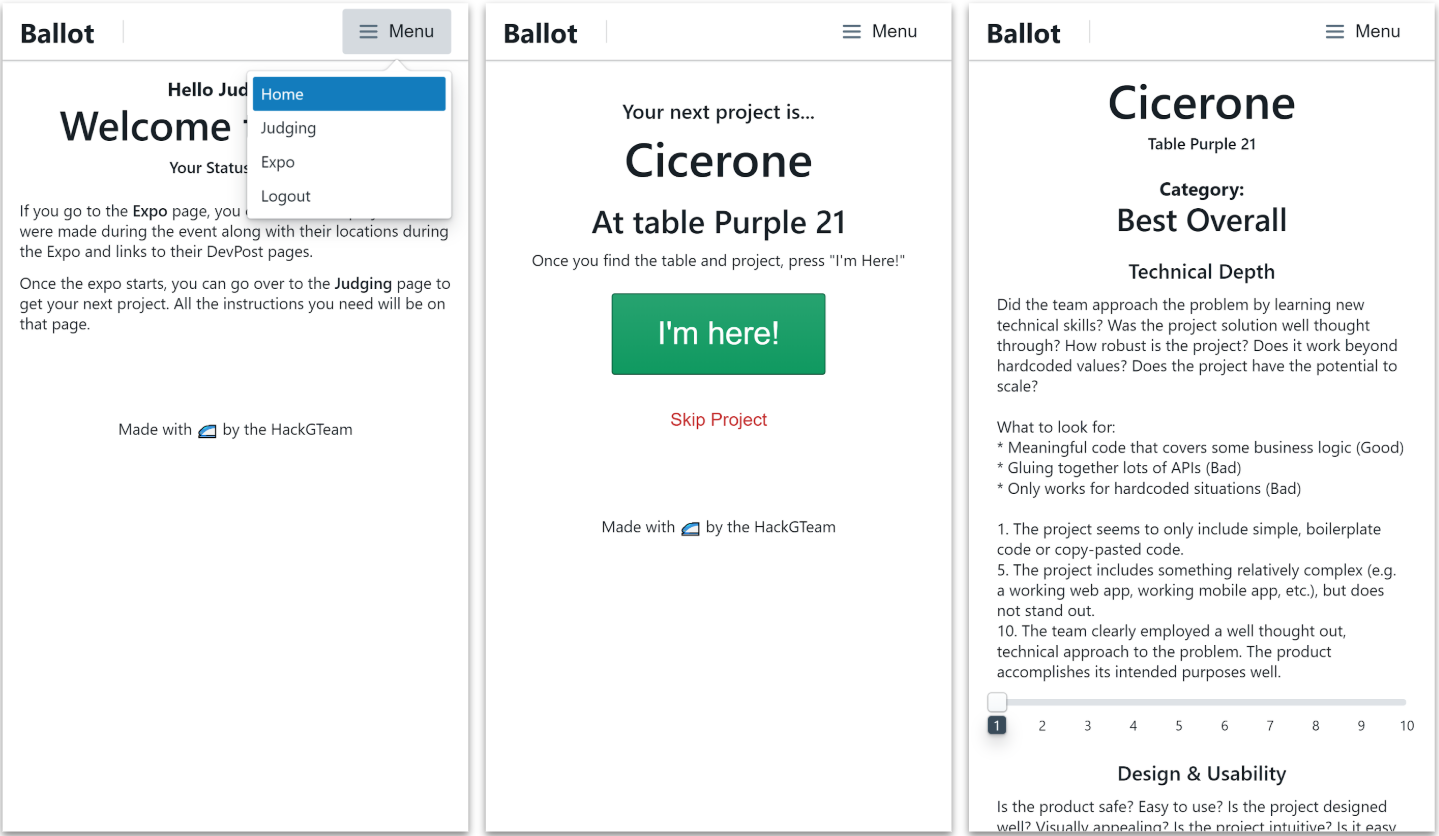 Ballot
Menu
Hello Jud
Welcome
Your Status
Home
Judging
Expo
Logout
If you go to the Expo page, you
were made during the event along with their locations during
the Expo and links to their DevPost pages.
Once the expo starts, you can go over to the Judging page to
get your next project. All the instructions you need will be on
that page.
Made with by the HackGTeam
Ballot
Menu
Your next project is...
Cicerone
At table Purple 21
Once you find the table and project, press "I'm Here!"
I'm here!
Skip Project
Made with by the HackGTeam
Ballot
Menu
Cicerone
Table Purple 21
Category:
Best Overall
Technical Depth
Did the team approach the problem by learning new
technical skills? Was the project solution well thought
through? How robust is the project? Does it work beyond
hardcoded values? Does the project have the potential to
scale?
What to look for:
* Meaningful code that covers some business logic (Good)
* Gluing together lots of APIs (Bad)
* Only works for hardcoded situations (Bad)
1. The project seems to only include simple, boilerplate
code or copy-pasted code.
5. The project includes something relatively complex (e.g.
a working web app, working mobile app, etc.), but does
not stand out.
10. The team clearly employed a well thought out,
technical approach to the problem. The product
accomplishes its intended purposes well.
1 2 3 4 5 6 7 8 9 10
Design & Usability
Is the product safe? Easy to use? Is the project designed
well? Visually appealing? Is the project intuitive? Is it easy